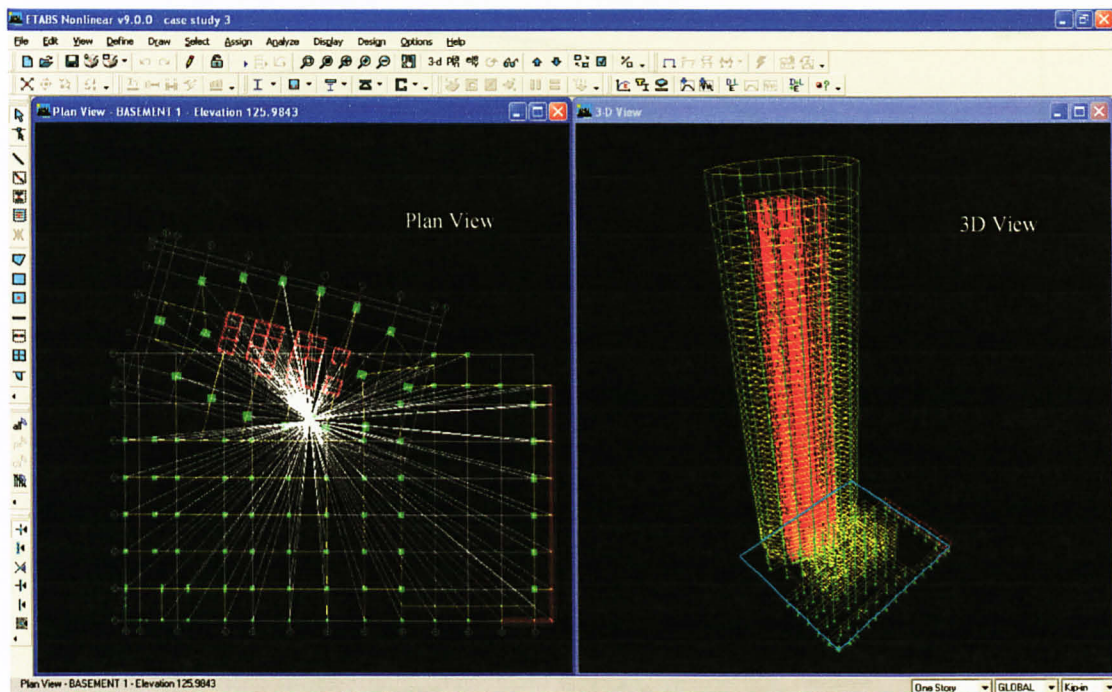 ETABS Nonlinear v9.0.0 - case study 3
File Edit View Define Draw Select Assign Analyze Display Design Options Help
3-d
Plan View - BASEMENT 1 - Elevation 125.9843
3-D View
Plan View
3D View
Plan View - BASEMENT 1 - Elevation 125.9843
One Story GLOBAL Kip-in